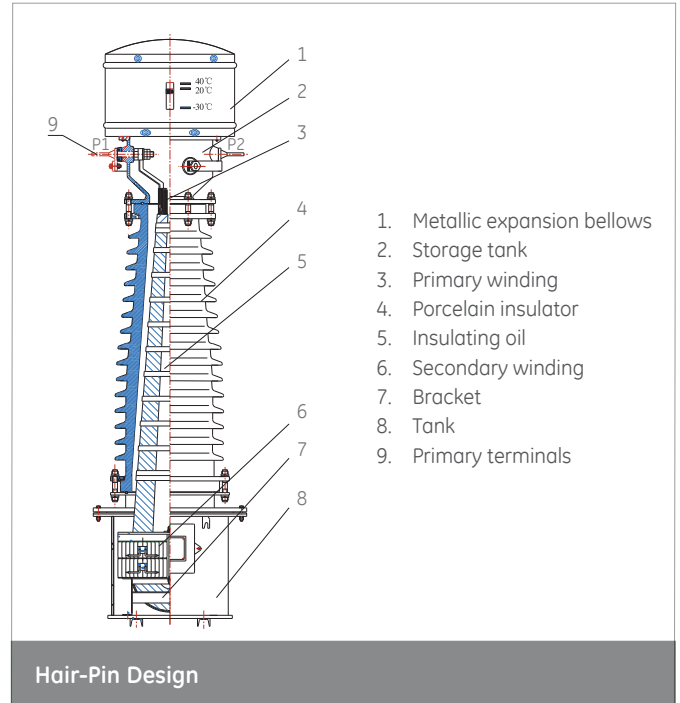 1
40℃
20℃
-30℃
2
9
P1
P2
3
4
5
6
7
8
1. Metallic expansion bellows
2. Storage tank
3. Primary winding
4. Porcelain insulator
5. Insulating oil
6. Secondary winding
7. Bracket
8. Tank
9. Primary terminals
Hair-Pin Design